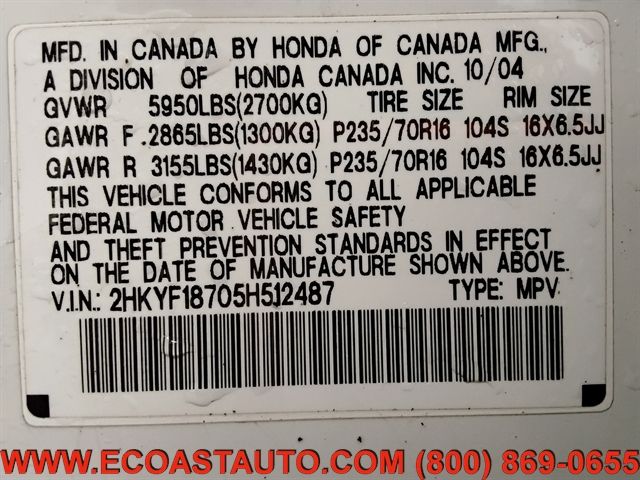 MFD. IN CANADA BY HONDA OF CANADA MFG.,
A DIVISION OF HONDA CANADA INC. 10/04
GVWR 5950LBS(2700KG) TIRE SIZE RIM SIZE
GAWR F .2865LBS(1300KG) P235/70R16 104S 16X6.5JJ
GAWR R 3155LBS(1430KG) P235/70R16 104S 16X6.5JJ
THIS VEHICLE CONFORMS TO ALL APPLICABLE
FEDERAL MOTOR VEHICLE SAFETY
AND THEFT PREVENTION STANDARDS IN EFFECT
ON THE DATE OF MANUFACTURE SHOWN ABOVE.
V.I.N.: 2HKYF18705H512487 TYPE: MPV
WWW.ECOASTAUTO.COM (800) 869-0655